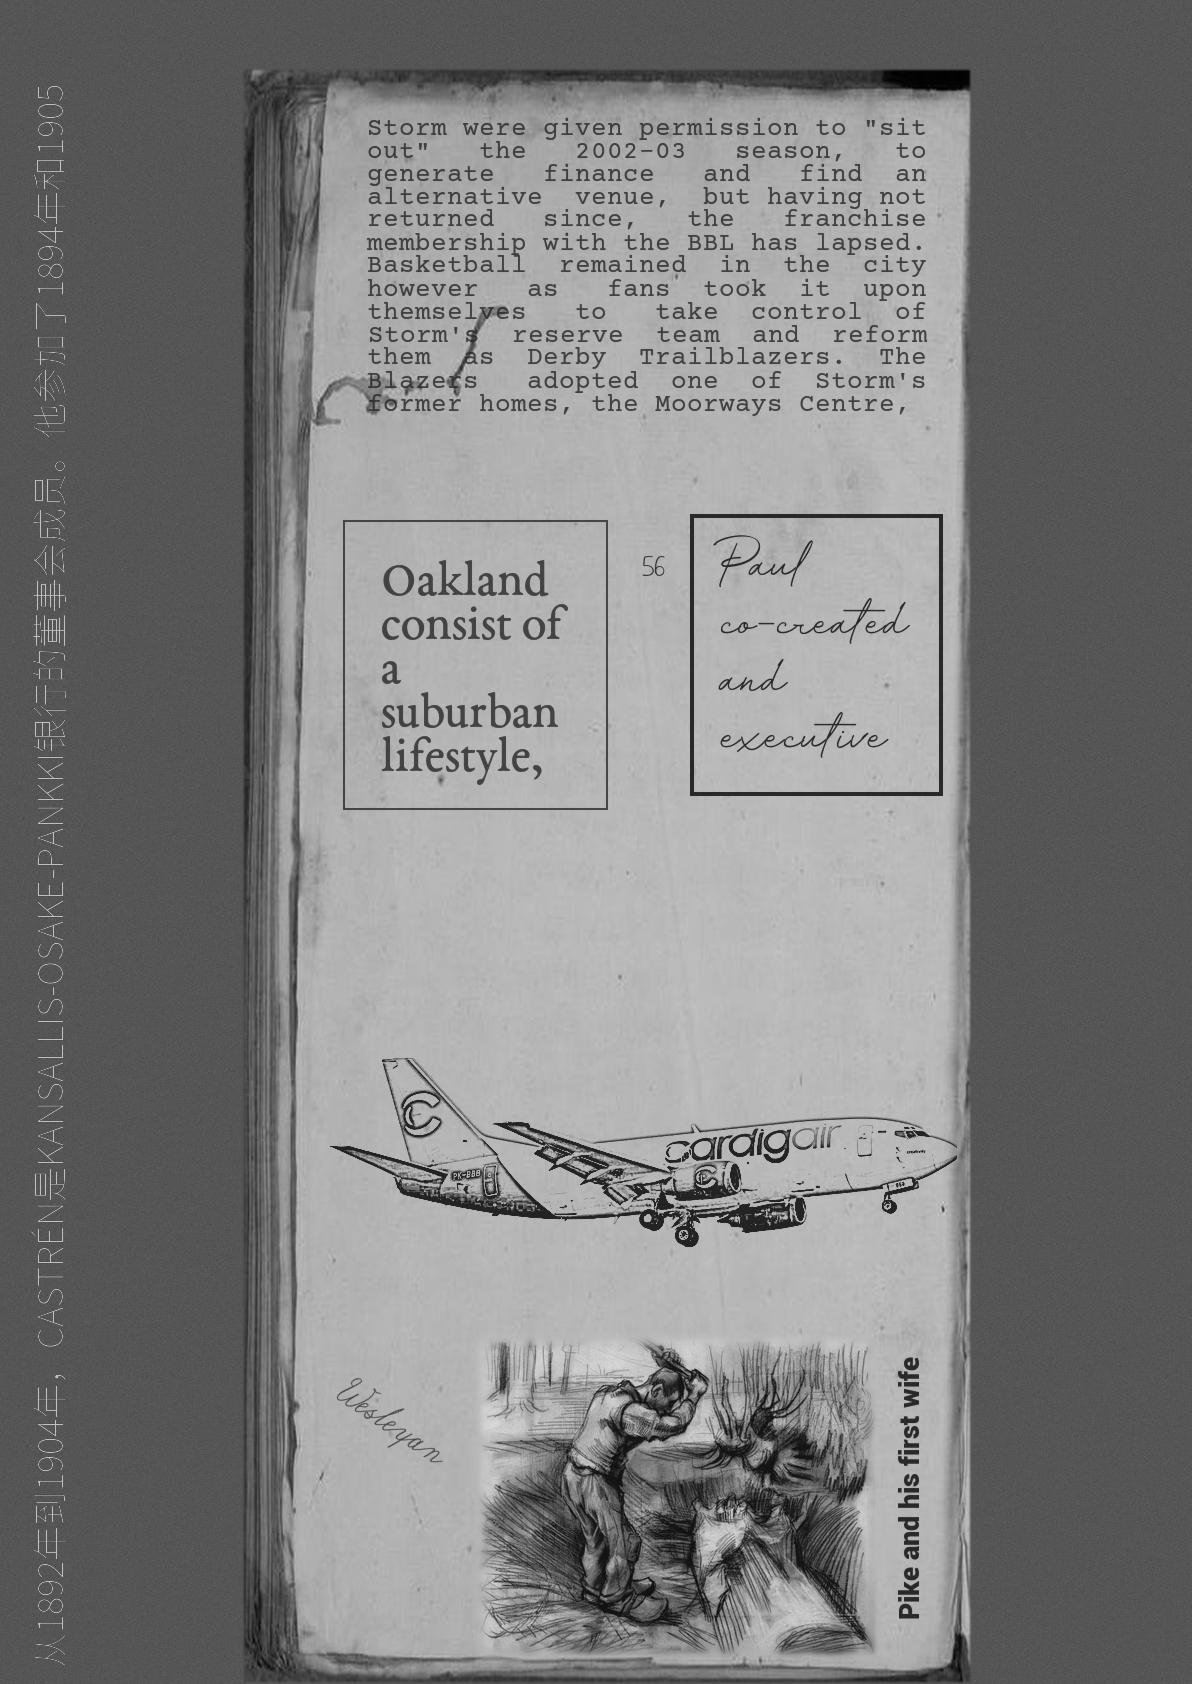 从1892年到1904年，CASTRÉN是KANSALLIS-OSAKE-PANKKI银行的董事会成员。他参加了1894年和1905
Storm were given permission to "sit
out" the 2002–03 season, to
generate finance and find an
alternative venue, but having not
returned since, the franchise
membership with the BBL has lapsed.
Basketball remained in the city
however as fans took it upon
themselves to take control of
Storm's reserve team and reform
them as Derby Trailblazers. The
Blazers adopted one of Storm's
former homes, the Moorways Centre,
Oakland
consist of
a
suburban
lifestyle,
56
Paul
co-created
and
executive
cardigair
PK-BBB
Wesleyan
Pike and his first wife